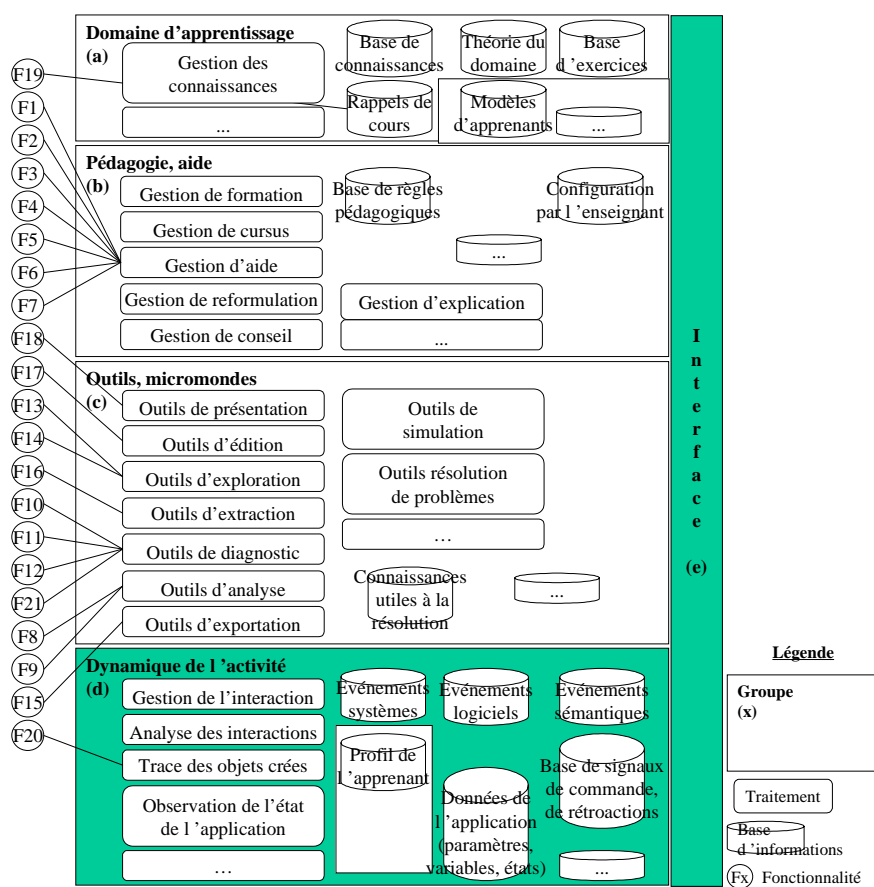 Domaine d'apprentissage
(a)
Gestion des
connaissances
...
Base de
connaissances
Théorie du
domaine
Base
d 'exercices
Rappels de
cours
Modèles
d'apprenants
...
F19
F1
F2
F3
F4
F5
F6
F7
F18
F17
F13
F14
F16
F10
F11
F12
F21
F8
F9
F15
F20
Pédagogie, aide
(b)
Gestion de formation
Gestion de cursus
Gestion d'aide
Gestion de reformulation
Gestion de conseil
Base de règles
pédagogiques
Configuration
par l 'enseignant
...
Gestion d'explication
...
Outils, micromondes
(c)
Outils de présentation
Outils d'édition
Outils d'exploration
Outils d'extraction
Outils de diagnostic
Outils d'analyse
Outils d'exportation
Outils de
simulation
Outils résolution
de problèmes
…
Connaissances
utiles à la
résolution
...
Dynamique de l 'activité
(d)
Gestion de l'interaction
Analyse des interactions
Trace des objets crées
Observation de l'état
de l 'application
…
Evénements
systèmes
Evénements
logiciels
Evénements
sémantiques
Profil de
l 'apprenant
Données de
l 'application
(paramètres,
variables, états)
Base de signaux
de commande,
de rétroactions
...
I
n
t
e
r
f
a
c
e
(e)
Légende
Groupe
(x)
Traitement
Base
d 'informations
Fx
Fonctionnalité